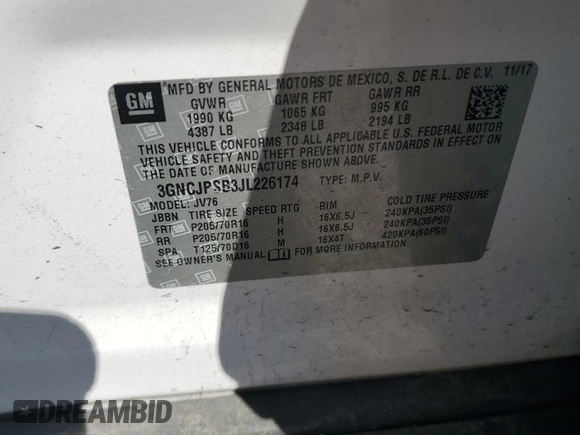 MFD BY GENERAL MOTORS DE MEXICO, S. DE R.L. DE C.V. 11/17
GM
GVWR GAWR FRT GAWR RR
1990 KG 1065 KG 995 KG
4387 LB 2348 LB 2194 LB
THIS VEHICLE CONFORMS TO ALL APPLICABLE U.S. FEDERAL MOTOR
VEHICLE SAFETY AND THEFT PREVENTION STANDARDS IN EFFECT ON
THE DATE OF MANUFACTURE SHOWN ABOVE.
3GNCJPSB3JL226174 TYPE: M.P.V.
MODEL: JV76
JBBN TIRE SIZE SPEED RTG RIM COLD TIRE PRESSURE
FRT P205/70R16 H 16X6.5J 240KPA(35PSI)
RR P205/70R16 H 16X6.5J 240KPA(35PSI)
SPA T125/70D16 M 16X4T 420KPA(60PSI)
SEE OWNER'S MANUAL FOR MORE INFORMATION.
DREAMBID